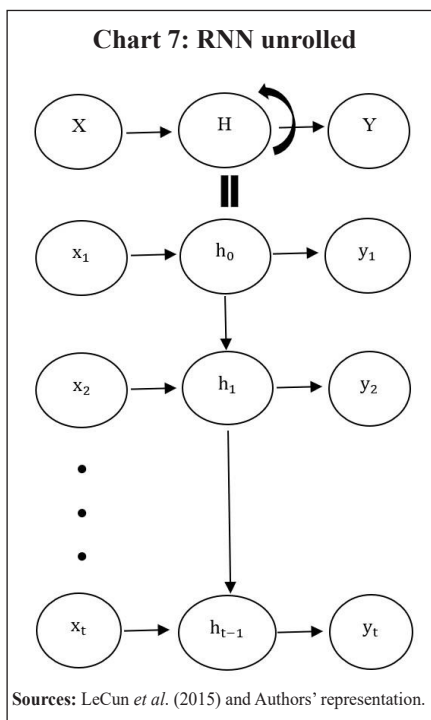 Chart 7: RNN unrolled
X H Y
x₁ h₀ y₁
x₂ h₁ y₂
xₜ hₜ₋₁ yₜ
Sources: LeCun et al. (2015) and Authors' representation.